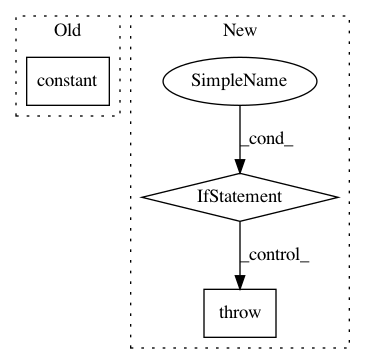 Old
New
constant
SimpleName
_cond_
IfStatement
_control_
throw